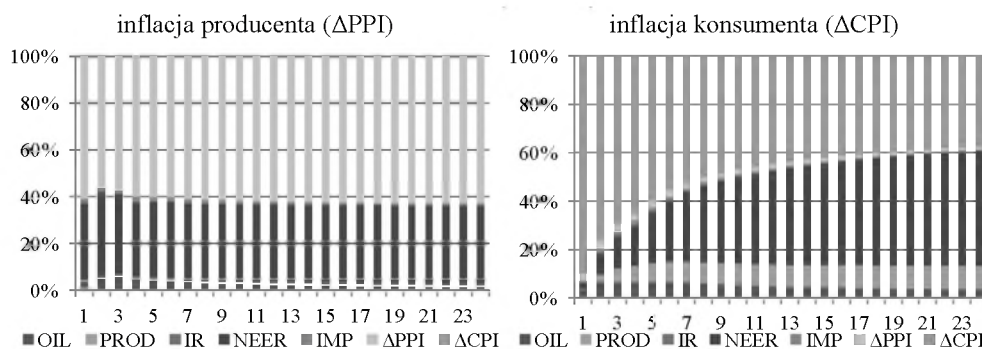 inflacja producenta (ΔPPI)
100%
80%
60%
40%
20%
0%
1 3 5 7 9 11 13 15 17 19 21 23
■ OIL ■ PROD ■ IR ■ NEER ■ IMP ■ ΔPPI ■ ΔCPI
inflacja konsumenta (ΔCPI)
100%
80%
60%
40%
20%
0%
1 3 5 7 9 11 13 15 17 19 21 23
■ OIL ■ PROD ■ IR ■ NEER ■ IMP ■ ΔPPI ■ ΔCPI